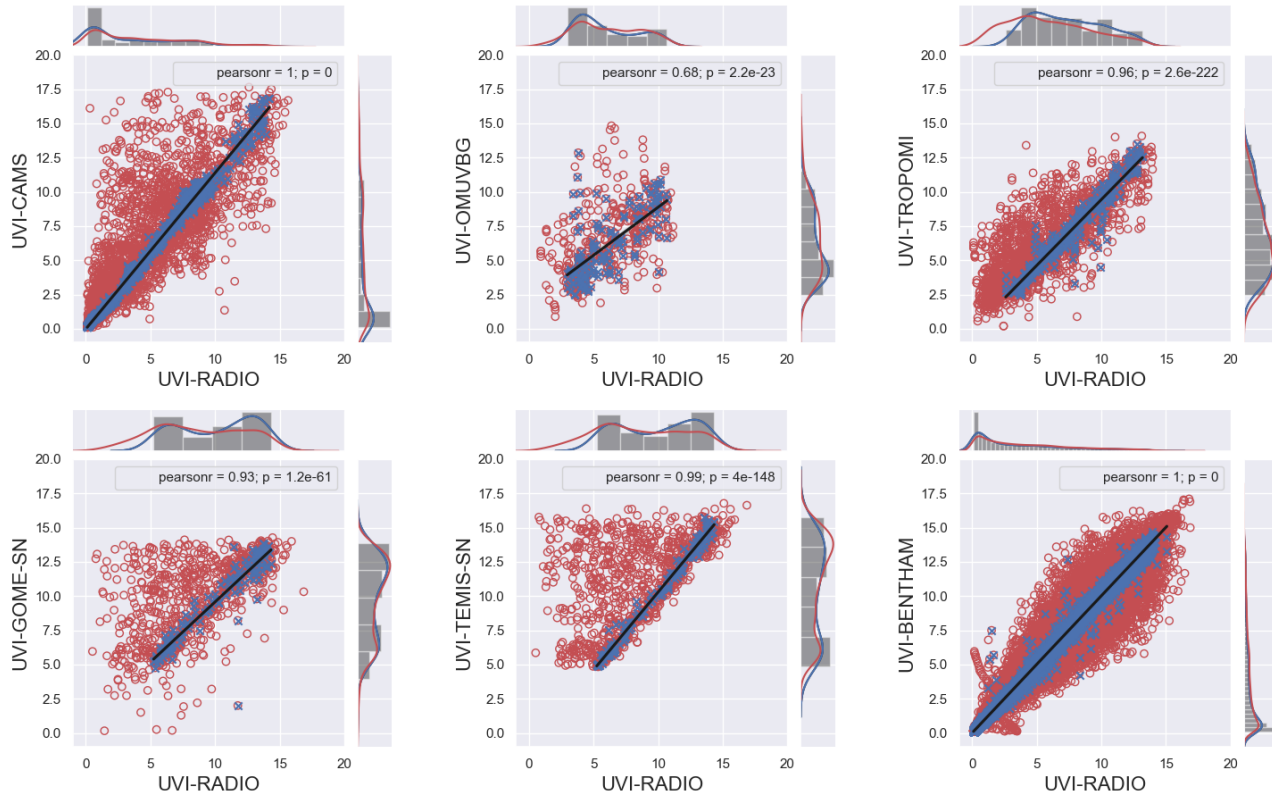 pearsonr = 1; p = 0
UVI-CAMS
20.0
17.5
15.0
12.5
10.0
7.5
5.0
2.5
0.0
0 5 10 15 20
UVI-RADIO
pearsonr = 0.68; p = 2.2e-23
UVI-OMUVBG
20.0
17.5
15.0
12.5
10.0
7.5
5.0
2.5
0.0
0 5 10 15 20
UVI-RADIO
pearsonr = 0.96; p = 2.6e-222
UVI-TROPOMI
20.0
17.5
15.0
12.5
10.0
7.5
5.0
2.5
0.0
0 5 10 15 20
UVI-RADIO
pearsonr = 0.93; p = 1.2e-61
UVI-GOME-SN
20.0
17.5
15.0
12.5
10.0
7.5
5.0
2.5
0.0
0 5 10 15 20
UVI-RADIO
pearsonr = 0.99; p = 4e-148
UVI-TEMIS-SN
20.0
17.5
15.0
12.5
10.0
7.5
5.0
2.5
0.0
0 5 10 15 20
UVI-RADIO
pearsonr = 1; p = 0
UVI-BENTHAM
20.0
17.5
15.0
12.5
10.0
7.5
5.0
2.5
0.0
0 5 10 15 20
UVI-RADIO